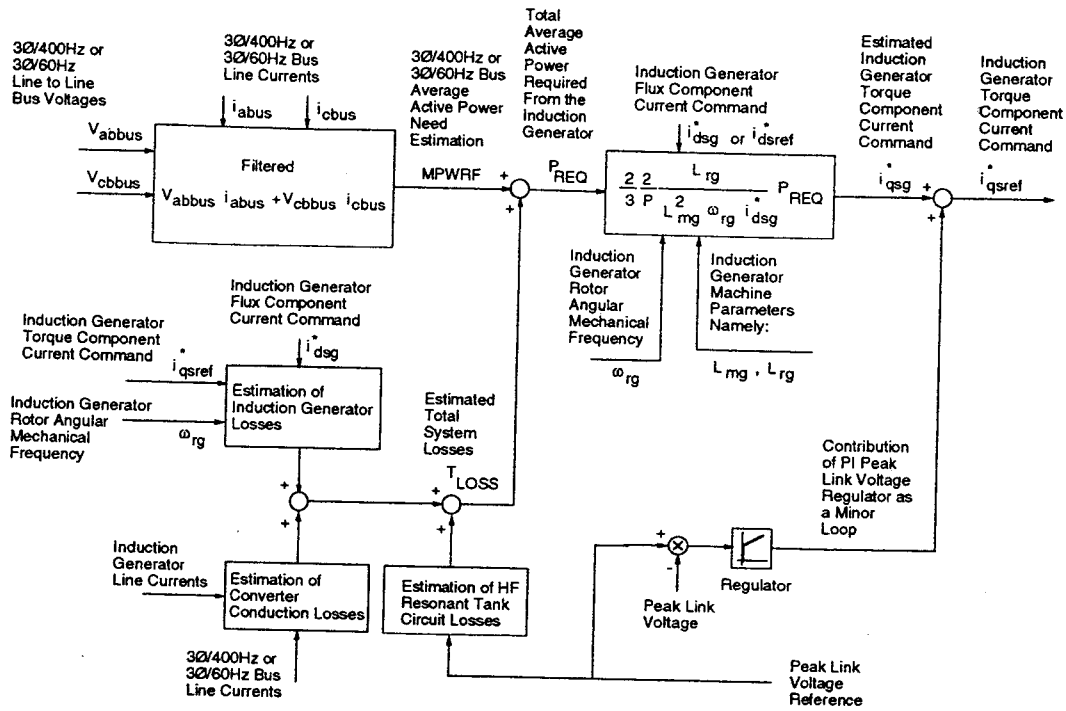 3Ø/400Hz or
3Ø/60Hz
Line to Line
Bus Voltages
3Ø/400Hz or
3Ø/60Hz Bus
Line Currents
3Ø/400Hz or
3Ø/60Hz Bus
Average
Active Power
Need
Estimation
Total
Average
Active
Power
Required
From the
Induction
Generator
Induction Generator
Flux Component
Current Command
Estimated
Induction
Generator
Torque
Component
Current
Command
Induction
Generator
Torque
Component
Current
Command
i_abus
i_cbus
V_abbus
V_cbbus
Filtered
V_abbus i_abus + V_cbbus i_cbus
MPWRF
+
+
P_REQ
i*_dsg or i*_dsref
2/3 2/P L_rg / (L²_mg ω_rg i*_dsg) P_REQ
i*_qsg
+
+
i*_qsref
Induction
Generator
Rotor
Angular
Mechanical
Frequency
ω_rg
Induction
Generator
Machine
Parameters
Namely:
L_mg , L_rg
Induction Generator
Flux Component
Current Command
i*_dsg
Induction Generator
Torque Component
Current Command
i*_qsref
Induction Generator
Rotor Angular
Mechanical
Frequency
ω_rg
Estimation of
Induction Generator
Losses
Estimated
Total
System
Losses
T_LOSS
+
+
+
+
Contribution
of PI Peak
Link Voltage
Regulator as
a Minor
Loop
Induction
Generator
Line Currents
Estimation of
Converter
Conduction Losses
Estimation of HF
Resonant Tank
Circuit Losses
+
-
Regulator
Peak Link
Voltage
3Ø/400Hz or
3Ø/60Hz Bus
Line Currents
Peak Link
Voltage
Reference